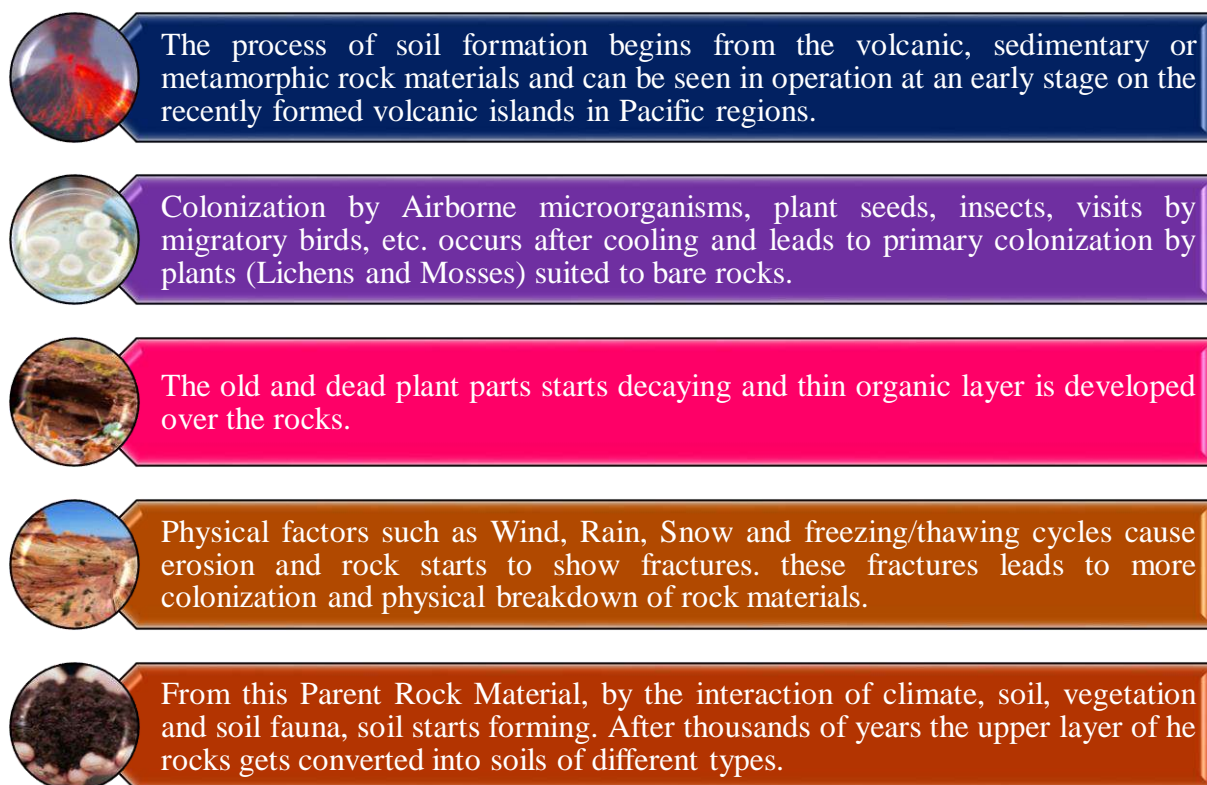 The process of soil formation begins from the volcanic, sedimentary or
metamorphic rock materials and can be seen in operation at an early stage on the
recently formed volcanic islands in Pacific regions.
Colonization by Airborne microorganisms, plant seeds, insects, visits by
migratory birds, etc. occurs after cooling and leads to primary colonization by
plants (Lichens and Mosses) suited to bare rocks.
The old and dead plant parts starts decaying and thin organic layer is developed
over the rocks.
Physical factors such as Wind, Rain, Snow and freezing/thawing cycles cause
erosion and rock starts to show fractures. these fractures leads to more
colonization and physical breakdown of rock materials.
From this Parent Rock Material, by the interaction of climate, soil, vegetation
and soil fauna, soil starts forming. After thousands of years the upper layer of he
rocks gets converted into soils of different types.